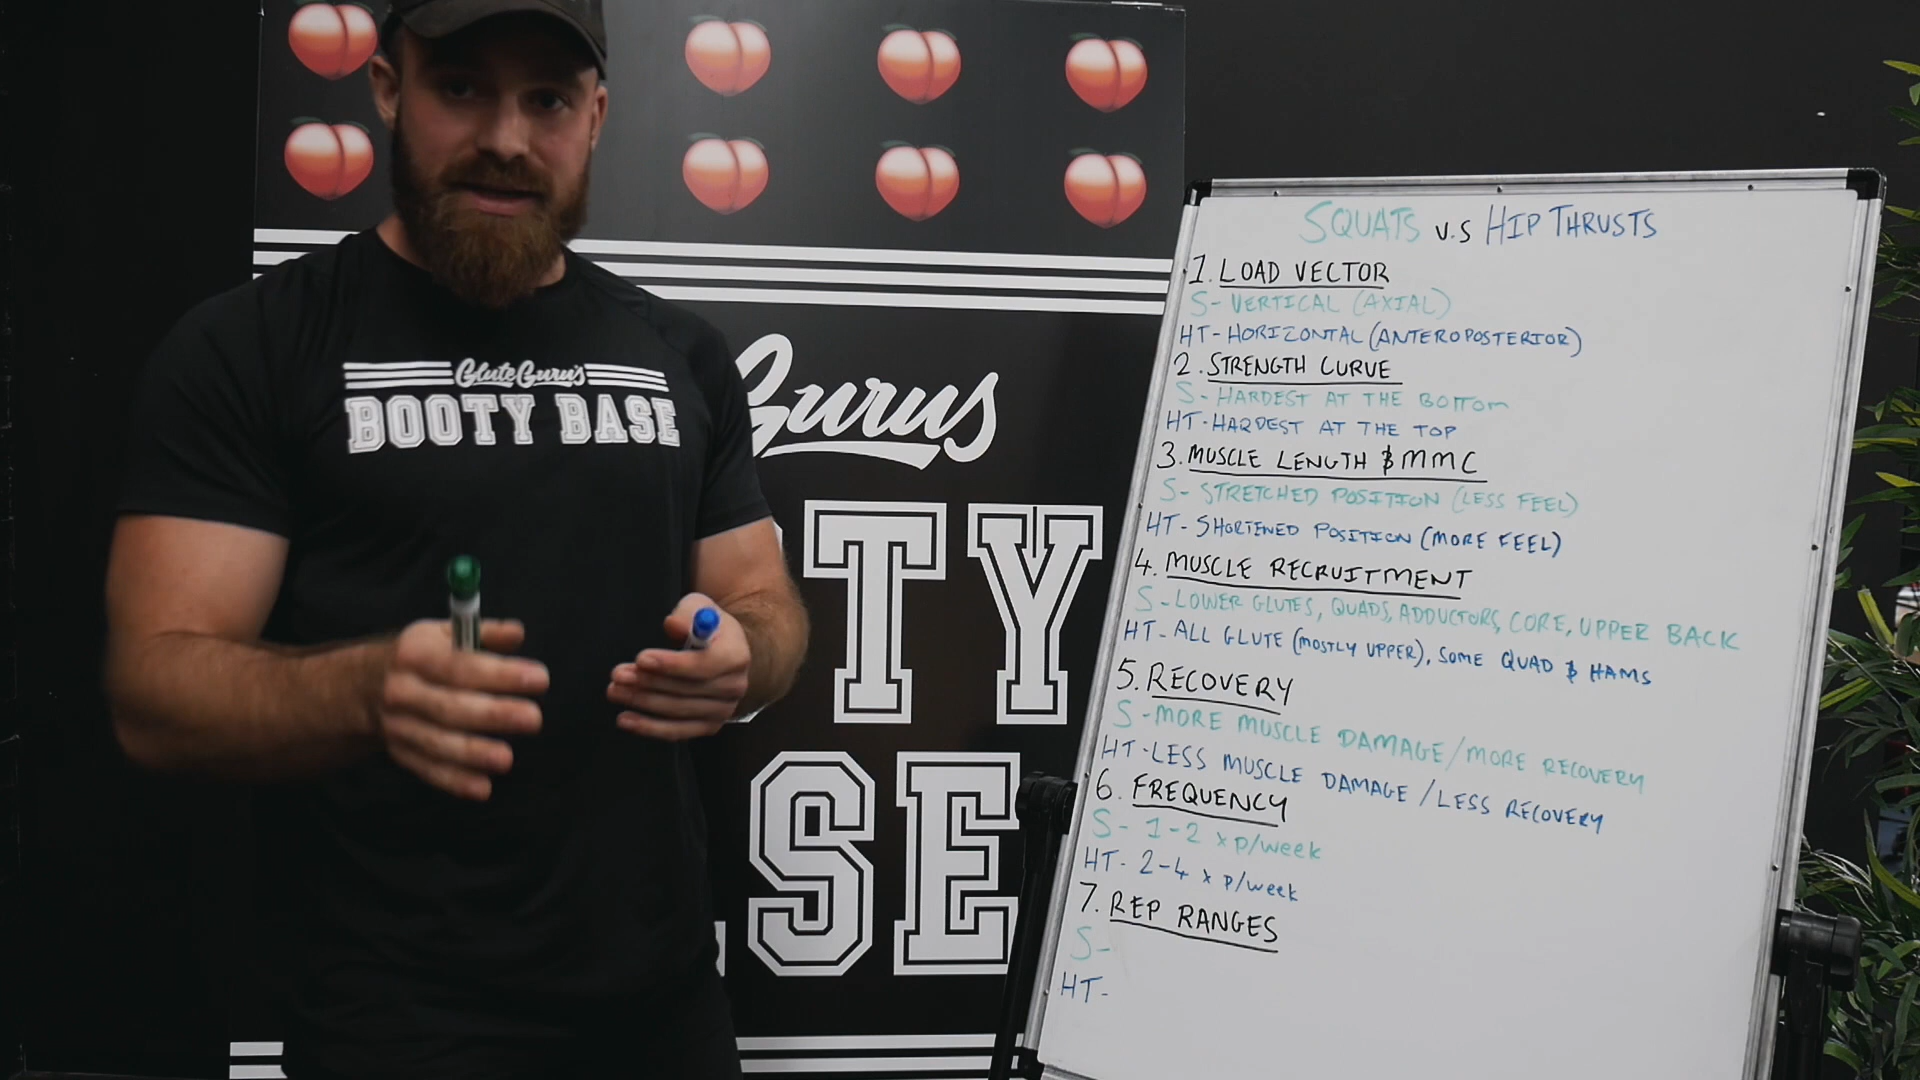 GluteGuru's
BOOTY BASE
Gurus
TY
SE
SQUATS v.s HIP THRUSTS
1. LOAD VECTOR
S- VERTICAL (AXIAL)
HT- HORIZONTAL (ANTEROPOSTERIOR)
2. STRENGTH CURVE
S- HARDEST AT THE BOTTOM
HT- HARDEST AT THE TOP
3. MUSCLE LENGTH & MMC
S- STRETCHED POSITION (LESS FEEL)
HT- SHORTENED POSITION (MORE FEEL)
4. MUSCLE RECRUITMENT
S- LOWER GLUTES, QUADS, ADDUCTORS, CORE, UPPER BACK
HT- ALL GLUTE (MOSTLY UPPER), SOME QUAD & HAMS
5. RECOVERY
S- MORE MUSCLE DAMAGE/MORE RECOVERY
HT- LESS MUSCLE DAMAGE/LESS RECOVERY
6. FREQUENCY
S- 1-2 x p/week
HT- 2-4 x p/week
7. REP RANGES
S-
HT-